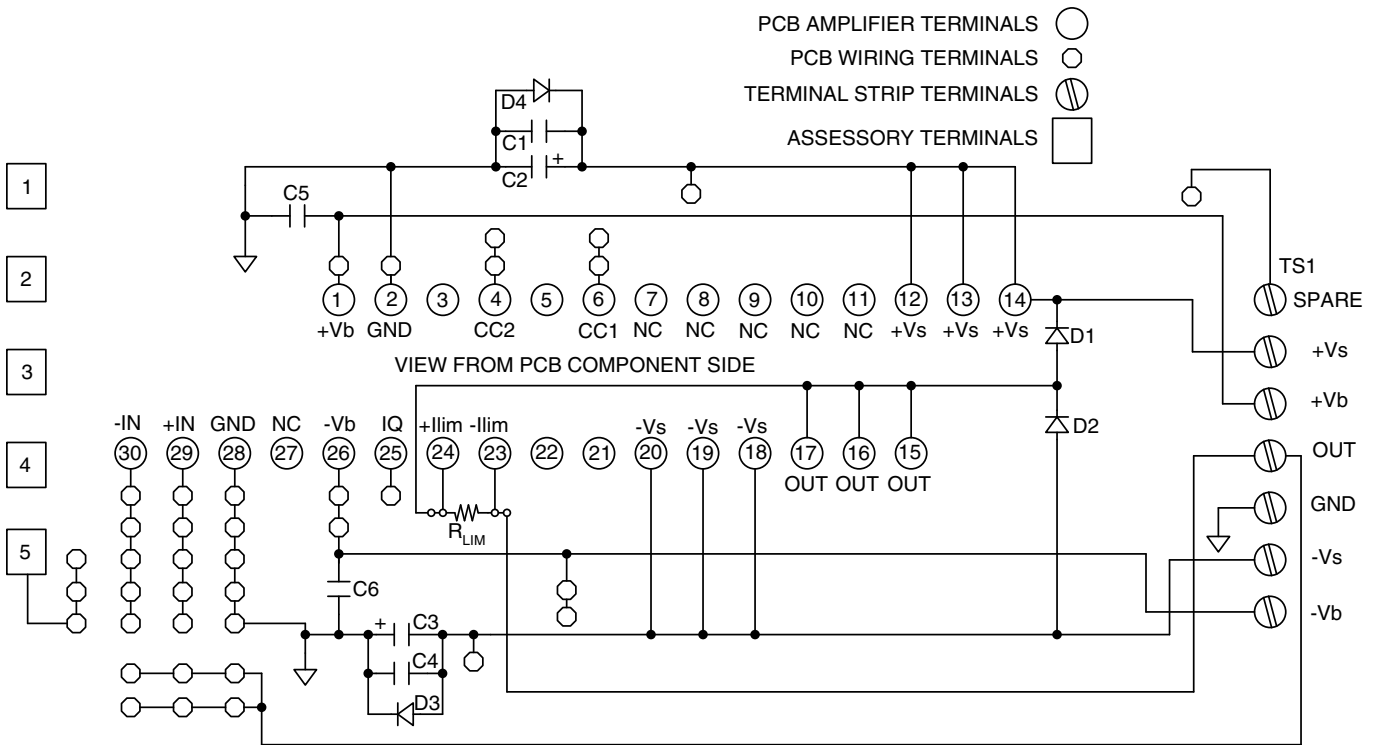 PCB AMPLIFIER TERMINALS
PCB WIRING TERMINALS
TERMINAL STRIP TERMINALS
ASSESSORY TERMINALS
D4
C1
C2 +
1
C5
2
TS1
1 2 3 4 5 6 7 8 9 10 11 12 13 14
SPARE
+Vb GND CC2 CC1 NC NC NC NC NC +Vs +Vs +Vs
D1
+Vs
VIEW FROM PCB COMPONENT SIDE
3
+Vb
-IN +IN GND NC -Vb IQ +Ilim -Ilim -Vs -Vs -Vs
D2
4
30 29 28 27 26 25 24 23 22 21 20 19 18 17 16 15
OUT
OUT OUT OUT
GND
RLIM
5
-Vs
C6
-Vb
+ C3
C4
D3